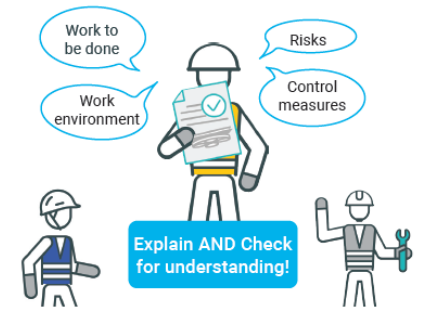 Work to
be done
Risks
Work
environment
Control
measures
Explain AND Check
for understanding!